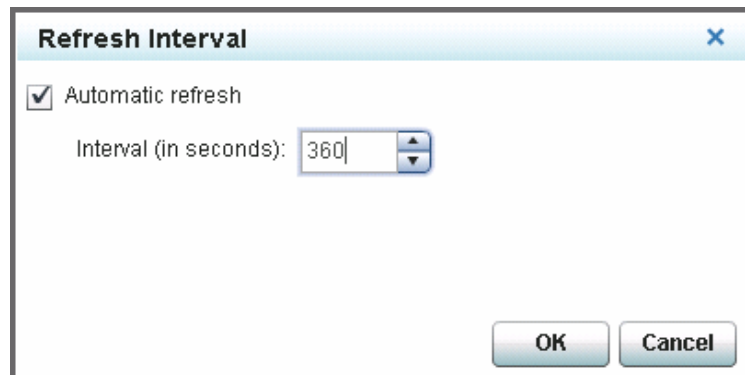 Refresh Interval
Automatic refresh
Interval (in seconds): 360
OK Cancel